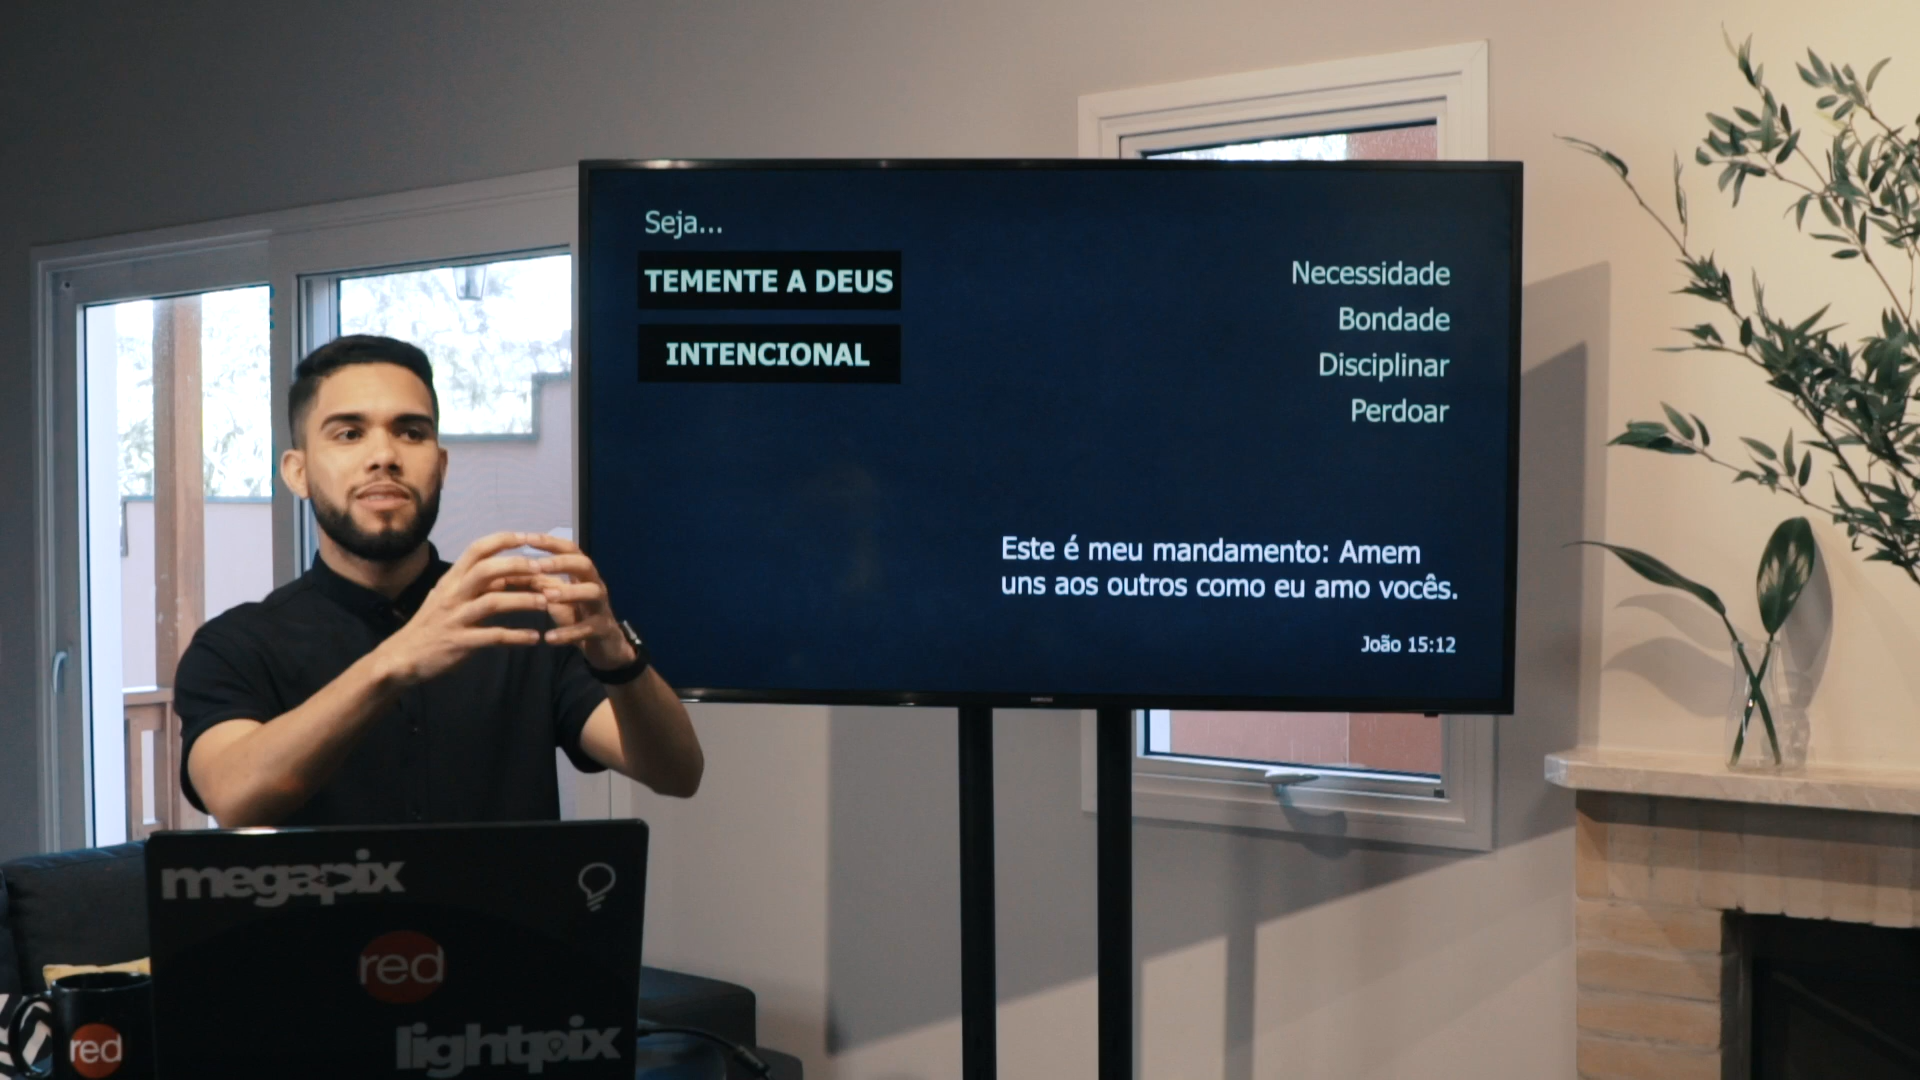 Seja...
TEMENTE A DEUS
INTENCIONAL
Necessidade
Bondade
Disciplinar
Perdoar
Este é meu mandamento: Amem
uns aos outros como eu amo vocês.
João 15:12
megapix
red
lightpix
red